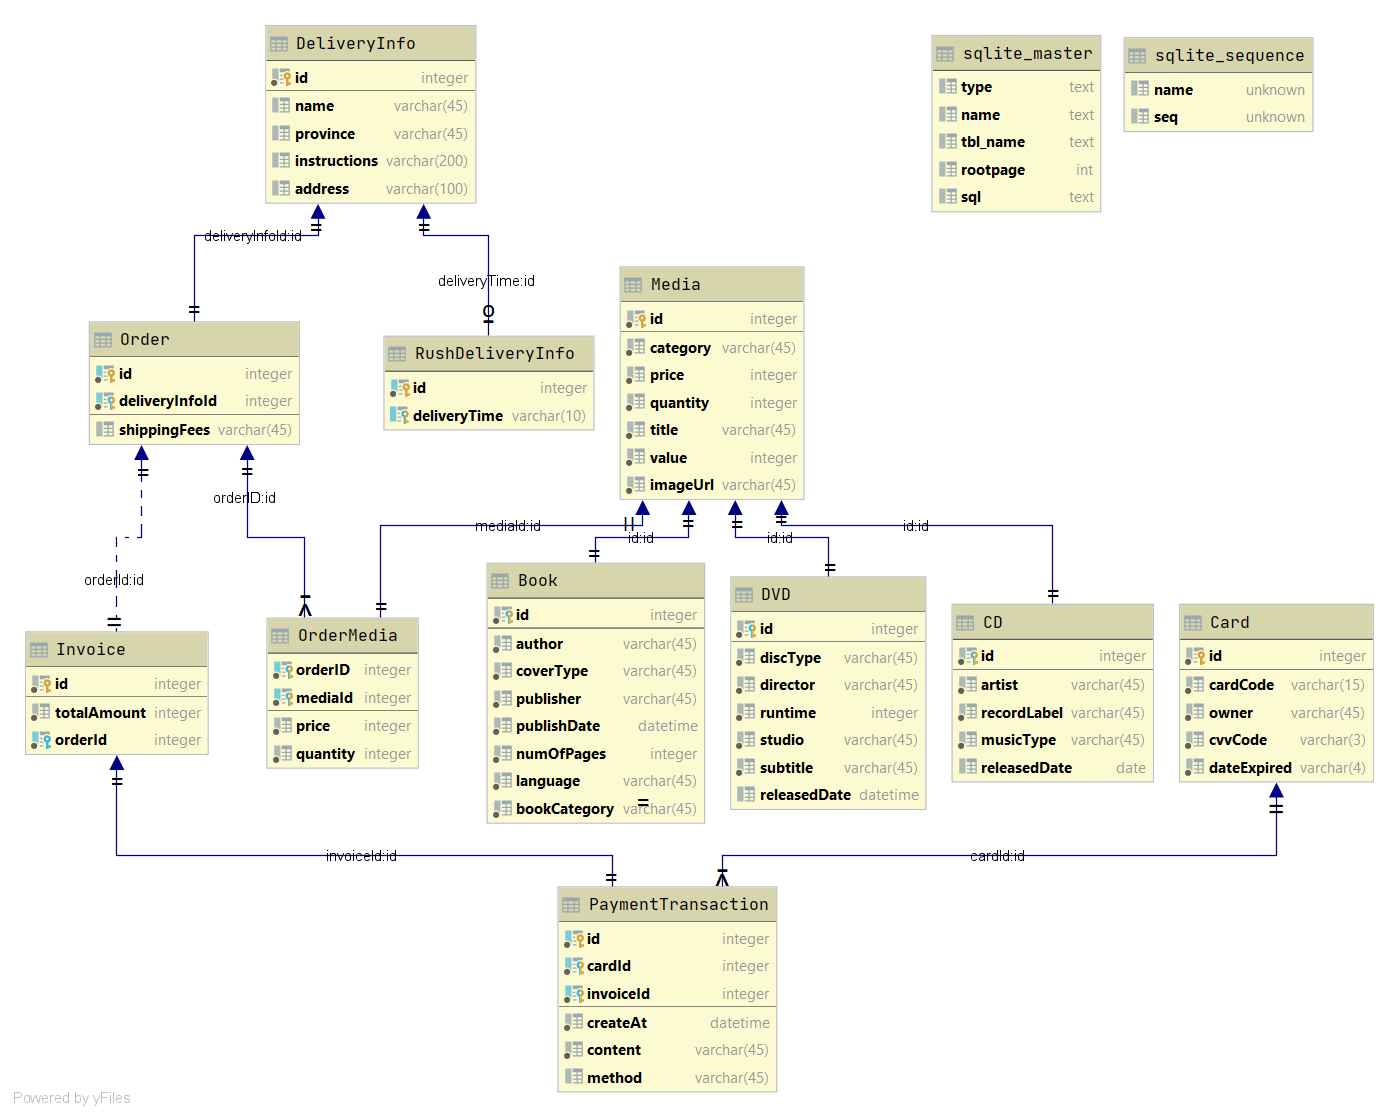 DeliveryInfo
id integer
name varchar(45)
province varchar(45)
instructions varchar(200)
address varchar(100)
sqlite_master
type text
name text
tbl_name text
rootpage int
sql text
sqlite_sequence
name unknown
seq unknown
deliveryInfoId:id
deliveryTime:id
Order
id integer
deliveryInfoId integer
shippingFees varchar(45)
RushDeliveryInfo
id integer
deliveryTime varchar(10)
Media
id integer
category varchar(45)
price integer
quantity integer
title varchar(45)
value integer
imageUrl varchar(45)
orderID:id
mediaId:id
id:id
id:id
id:id
orderId:id
Invoice
id integer
totalAmount integer
orderId integer
OrderMedia
orderID integer
mediaId integer
price integer
quantity integer
Book
id integer
author varchar(45)
coverType varchar(45)
publisher varchar(45)
publishDate datetime
numOfPages integer
language varchar(45)
bookCategory varchar(45)
DVD
id integer
discType varchar(45)
director varchar(45)
runtime integer
studio varchar(45)
subtitle varchar(45)
releasedDate datetime
CD
id integer
artist varchar(45)
recordLabel varchar(45)
musicType varchar(45)
releasedDate date
Card
id integer
cardCode varchar(15)
owner varchar(45)
cvvCode varchar(3)
dateExpired varchar(4)
invoiceId:id
cardId:id
PaymentTransaction
id integer
cardId integer
invoiceId integer
createAt datetime
content varchar(45)
method varchar(45)
Powered by yFiles